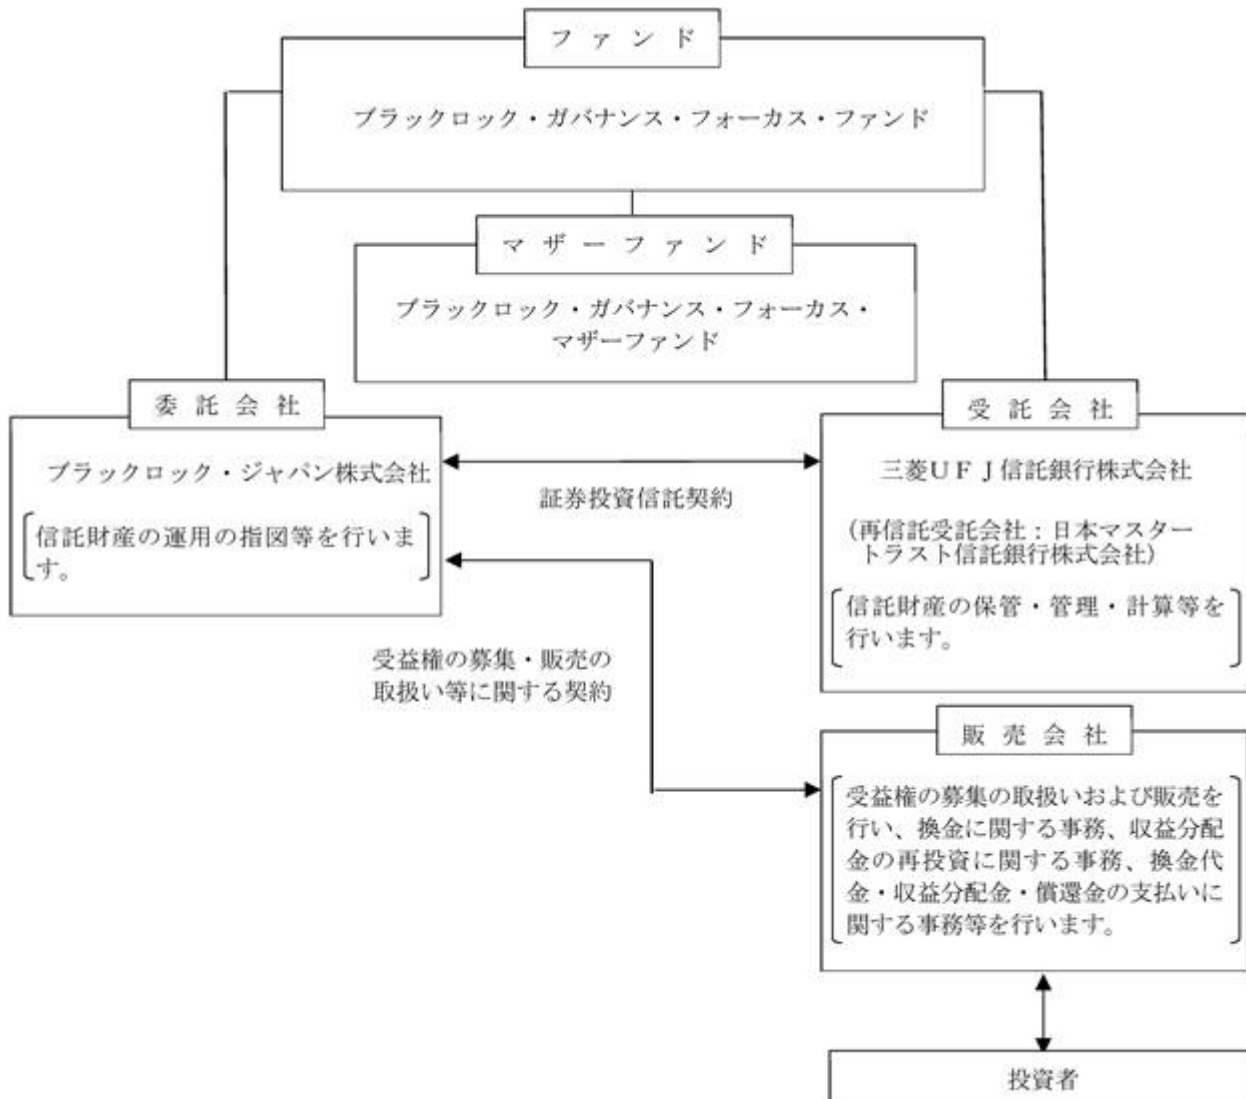 ファンド
ブラックロック・ガバナンス・フォーカス・ファンド
マザーファンド
ブラックロック・ガバナンス・フォーカス・
マザーファンド
委託会社
ブラックロック・ジャパン株式会社
信託財産の運用の指図等を行いま
す。
証券投資信託契約
受託会社
三菱UFJ信託銀行株式会社
(再信託受託会社:日本マスター
トラスト信託銀行株式会社)
信託財産の保管・管理・計算等を
行います。
受益権の募集・販売の
取扱い等に関する契約
販売会社
受益権の募集の取扱いおよび販売を
行い、換金に関する事務、収益分配
金の再投資に関する事務、換金代
金・収益分配金・償還金の支払いに
関する事務等を行います。
投資者